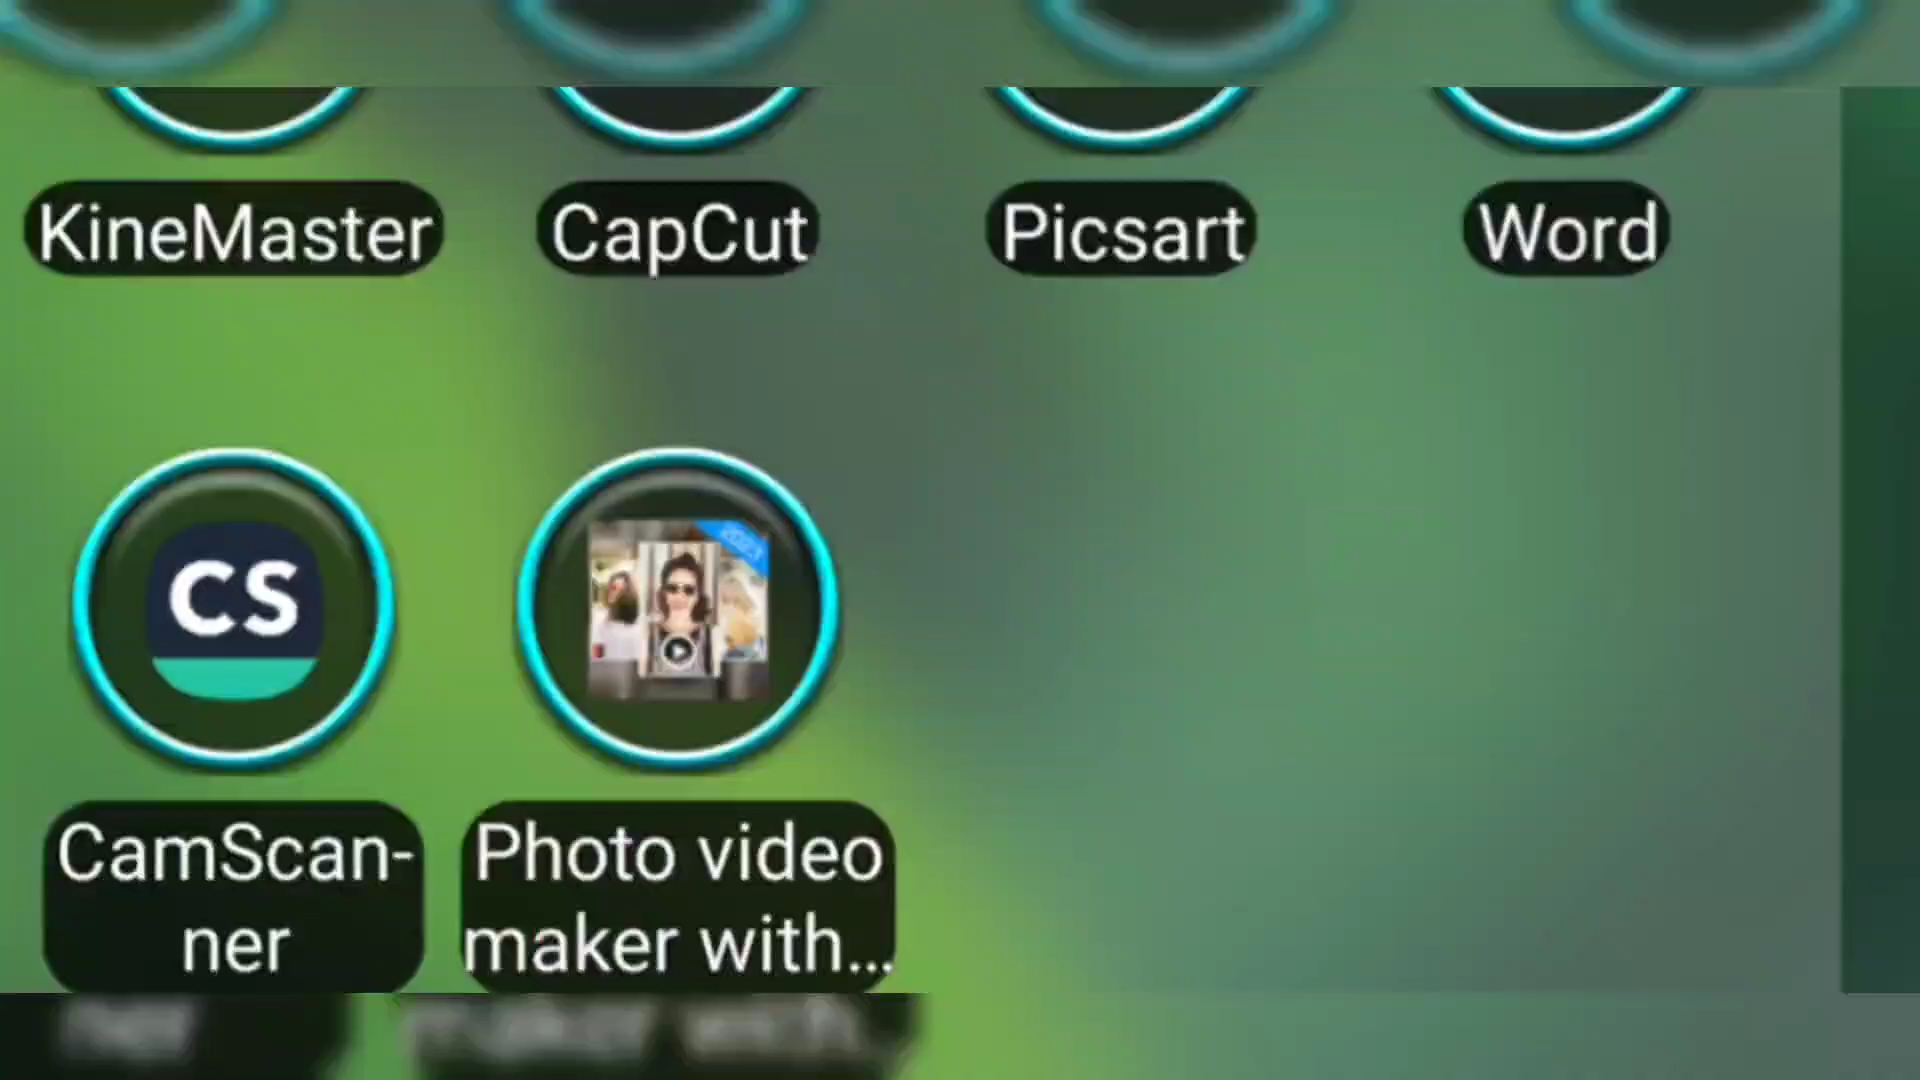 KineMaster
CapCut
Picsart
Word
CS
CamScan-
ner
Photo video
maker with...